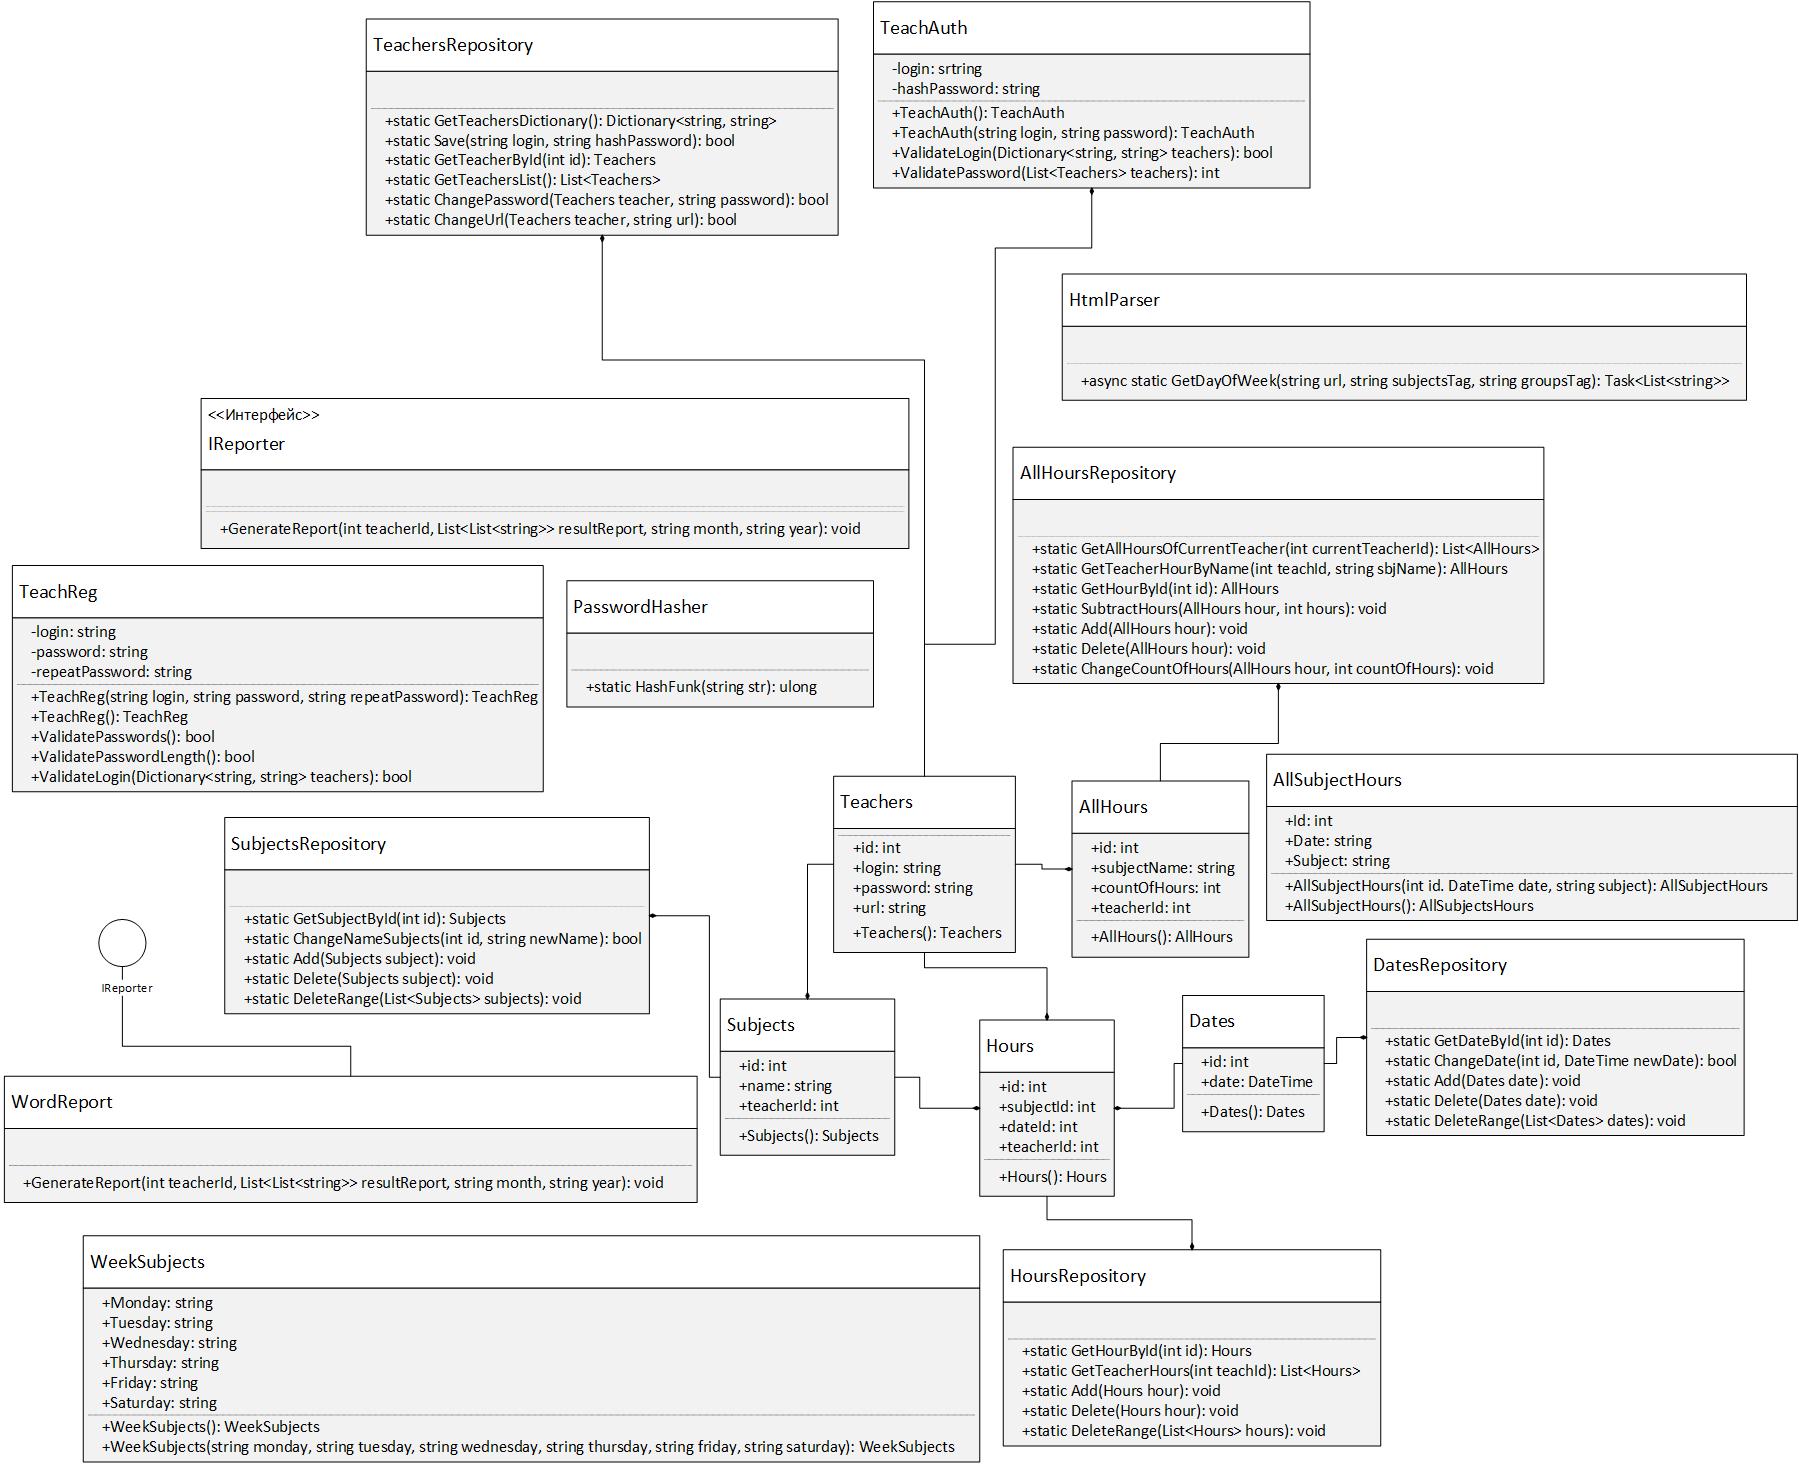 TeachersRepository
+static GetTeachersDictionary(): Dictionary<string, string>
+static Save(string login, string hashPassword): bool
+static GetTeacherById(int id): Teachers
+static GetTeachersList(): List<Teachers>
+static ChangePassword(Teachers teacher, string password): bool
+static ChangeUrl(Teachers teacher, string url): bool
TeachAuth
-login: srtring
-hashPassword: string
+TeachAuth(): TeachAuth
+TeachAuth(string login, string password): TeachAuth
+ValidateLogin(Dictionary<string, string> teachers): bool
+ValidatePassword(List<Teachers> teachers): int
HtmlParser
+async static GetDayOfWeek(string url, string subjectsTag, string groupsTag): Task<List<string>>
<<Интерфейс>>
IReporter
+GenerateReport(int teacherId, List<List<string>> resultReport, string month, string year): void
AllHoursRepository
+static GetAllHoursOfCurrentTeacher(int currentTeacherId): List<AllHours>
+static GetTeacherHourByName(int teachId, string sbjName): AllHours
+static GetHourById(int id): AllHours
+static SubtractHours(AllHours hour, int hours): void
+static Add(AllHours hour): void
+static Delete(AllHours hour): void
+static ChangeCountOfHours(AllHours hour, int countOfHours): void
TeachReg
-login: string
-password: string
-repeatPassword: string
+TeachReg(string login, string password, string repeatPassword): TeachReg
+TeachReg(): TeachReg
+ValidatePasswords(): bool
+ValidatePasswordLength(): bool
+ValidateLogin(Dictionary<string, string> teachers): bool
PasswordHasher
+static HashFunk(string str): ulong
Teachers
+id: int
+login: string
+password: string
+url: string
+Teachers(): Teachers
AllHours
+id: int
+subjectName: string
+countOfHours: int
+teacherId: int
+AllHours(): AllHours
AllSubjectHours
+Id: int
+Date: string
+Subject: string
+AllSubjectHours(int id. DateTime date, string subject): AllSubjectHours
+AllSubjectHours(): AllSubjectsHours
SubjectsRepository
+static GetSubjectById(int id): Subjects
+static ChangeNameSubjects(int id, string newName): bool
+static Add(Subjects subject): void
+static Delete(Subjects subject): void
+static DeleteRange(List<Subjects> subjects): void
IReporter
Subjects
+id: int
+name: string
+teacherId: int
+Subjects(): Subjects
Hours
+id: int
+subjectId: int
+dateId: int
+teacherId: int
+Hours(): Hours
Dates
+id: int
+date: DateTime
+Dates(): Dates
DatesRepository
+static GetDateById(int id): Dates
+static ChangeDate(int id, DateTime newDate): bool
+static Add(Dates date): void
+static Delete(Dates date): void
+static DeleteRange(List<Dates> dates): void
WordReport
+GenerateReport(int teacherId, List<List<string>> resultReport, string month, string year): void
WeekSubjects
+Monday: string
+Tuesday: string
+Wednesday: string
+Thursday: string
+Friday: string
+Saturday: string
+WeekSubjects(): WeekSubjects
+WeekSubjects(string monday, string tuesday, string wednesday, string thursday, string friday, string saturday): WeekSubjects
HoursRepository
+static GetHourById(int id): Hours
+static GetTeacherHours(int teachId): List<Hours>
+static Add(Hours hour): void
+static Delete(Hours hour): void
+static DeleteRange(List<Hours> hours): void